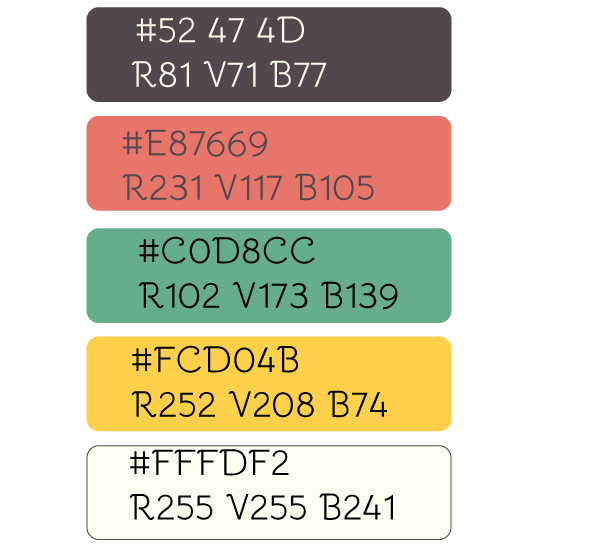 #52 47 4D
R81 V71 B77
#E87669
R231 V117 B105
#C0D8CC
R102 V173 B139
#FCD04B
R252 V208 B74
#FFFDF2
R255 V255 B241